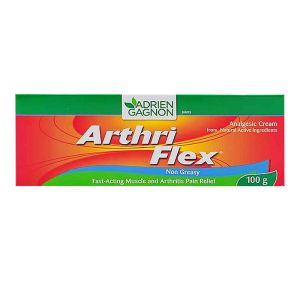 ADRIEN
GAGNON
Analgesic Cream
from Natural Active Ingredients
Arthri
Flex
Non Greasy
Fast-Acting Muscle and Arthritis Pain Relief
100 g